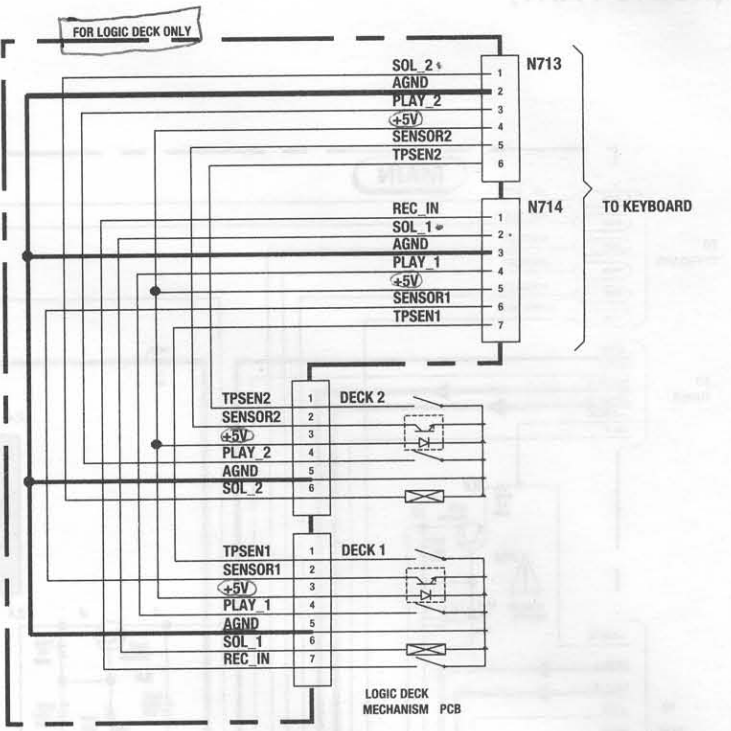 FOR LOGIC DECK ONLY
SOL_2 1 N713
AGND 2
PLAY_2 3
+5V 4
SENSOR2 5
TPSEN2 6
REC_IN 1 N714
SOL_1 2
AGND 3
PLAY_1 4
+5V 5
SENSOR1 6
TPSEN1 7
TO KEYBOARD
TPSEN2 1 DECK 2
SENSOR2 2
+5V 3
PLAY_2 4
AGND 5
SOL_2 6
TPSEN1 1 DECK 1
SENSOR1 2
+5V 3
PLAY_1 4
AGND 5
SOL_1 6
REC_IN 7
LOGIC DECK
MECHANISM PCB